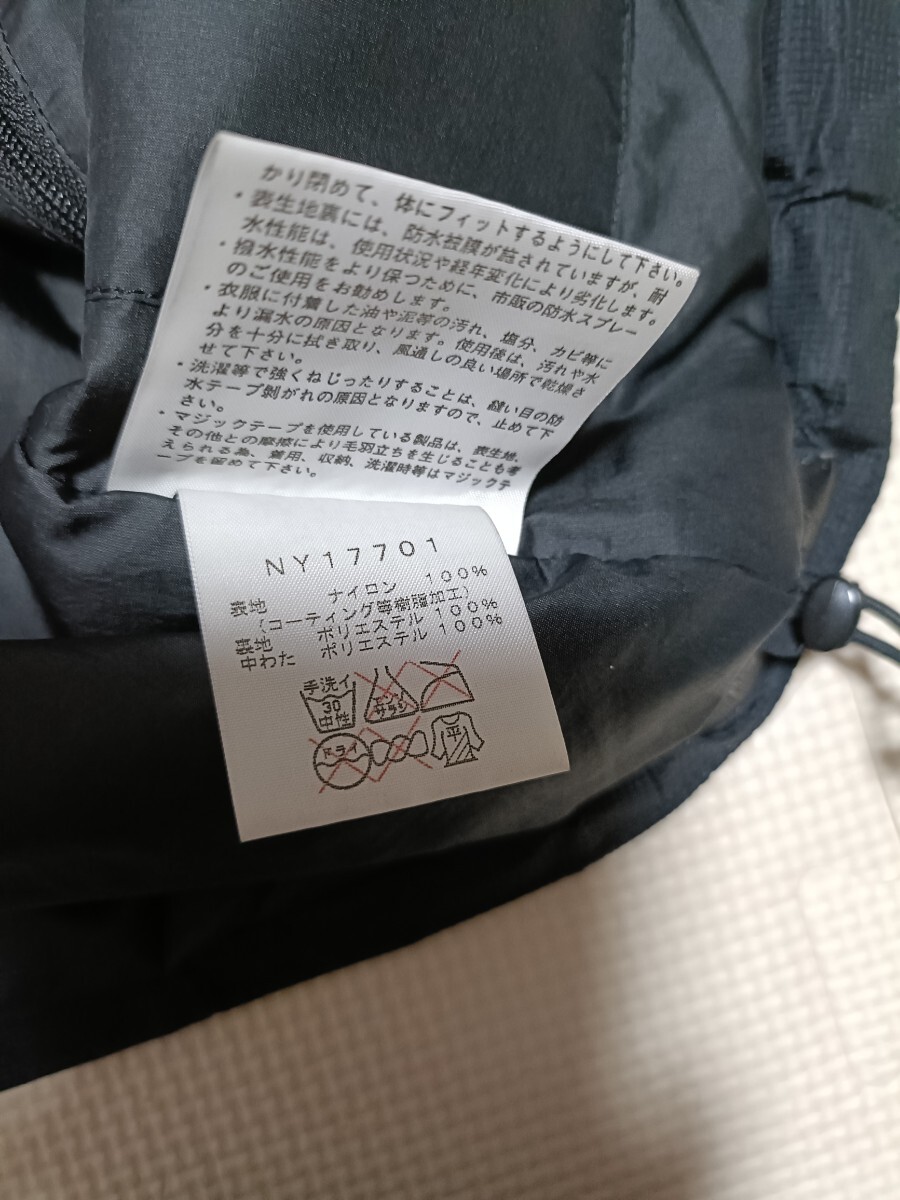 かり閉めて、体にフィットするようにして下さい。
・表生地裏には、防水被膜が施されていますが、耐
水性能は、使用状況や経年変化により劣化します。
・撥水性能をより保つために、市販の防水スプレー
のご使用をお勧めします。
・衣服に付着した油や泥等の汚れ、塩分、カビ等に
より漏水の原因となります。使用後は、汚れや水
分を十分に拭き取り、風通しの良い場所で乾燥さ
せて下さい。
・洗濯等で強くねじったりすることは、縫い目の防
水テープ剝がれの原因となりますので、止めて下
さい。
・マジックテープを使用している製品は、表生地、
その他との摩擦により毛羽立ちを生じることも考
えられる為、着用、収納、洗濯時等はマジックテ
ープを留めて下さい。
NY17701
表地 ナイロン 100%
(コーティング等樹脂加工)
裏地 ポリエステル 100%
中わた ポリエステル 100%
手洗イ
30
中性
エンソ
サラシ
ドライ
平